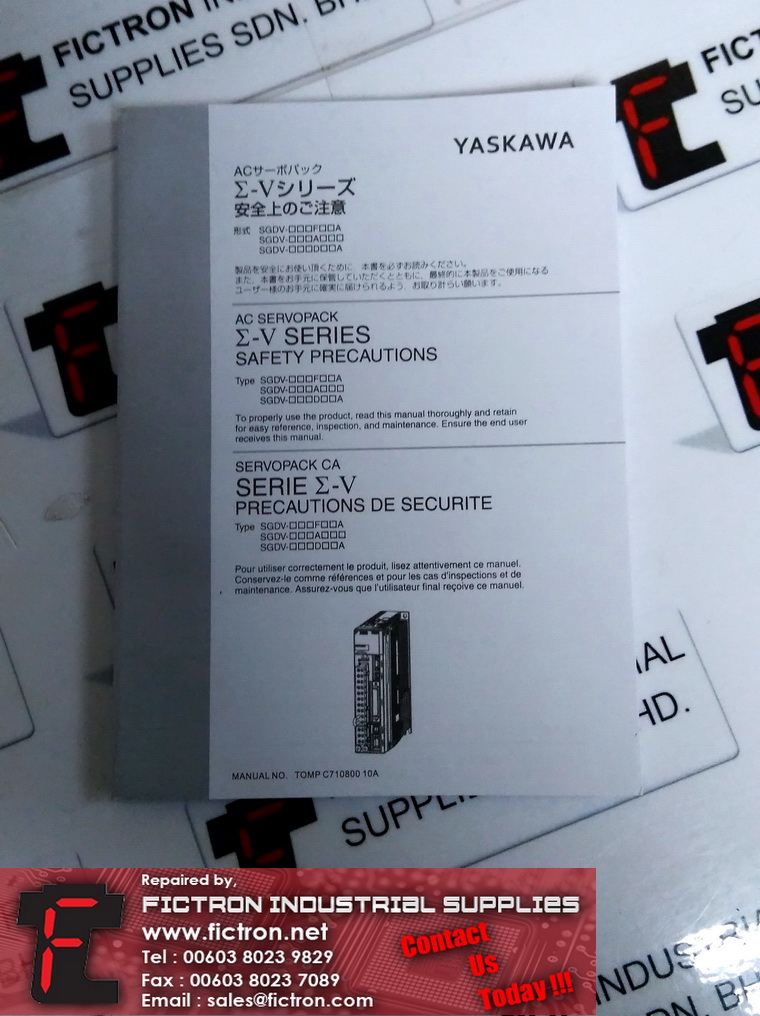 FICTRON IN
SUPPLIES SDN. BH
FICT
SU
YASKAWA
ACサーボパック
Σ-Vシリーズ
安全上のご注意
形式 SGDV-□□□F□□A
SGDV-□□□A□□□
SGDV-□□□D□□A
製品を安全にお使い頂くために、本書を必ずお読みください。
また、本書をお手元に保管していただくとともに、最終的に本製品をご使用になる
ユーザー様のお手元に確実に届けられるよう、お取り計らい願います。
AC SERVOPACK
Σ-V SERIES
SAFETY PRECAUTIONS
Type SGDV-□□□F□□A
SGDV-□□□A□□□
SGDV-□□□D□□A
To properly use the product, read this manual thoroughly and retain
for easy reference, inspection, and maintenance. Ensure the end user
receives this manual.
SERVOPACK CA
SERIE Σ-V
PRECAUTIONS DE SECURITE
Type SGDV-□□□F□□A
SGDV-□□□A□□□
SGDV-□□□D□□A
Pour utiliser correctement le produit, lisez attentivement ce manuel.
Conservez-le comme références et pour les cas d'inspections et de
maintenance. Assurez-vous que l'utilisateur final reçoive ce manuel.
IAL
HD.
MANUAL NO. TOMP C710800 10A
SUPPLI
Repaired by,
FICTRON INDUSTRIAL SUPPLIES
www.fictron.net
Tel : 00603 8023 9829
Fax : 00603 8023 7089
Email : sales@fictron.com
Contact
Us
Today !!!
INDUSTRIA
DN. BH